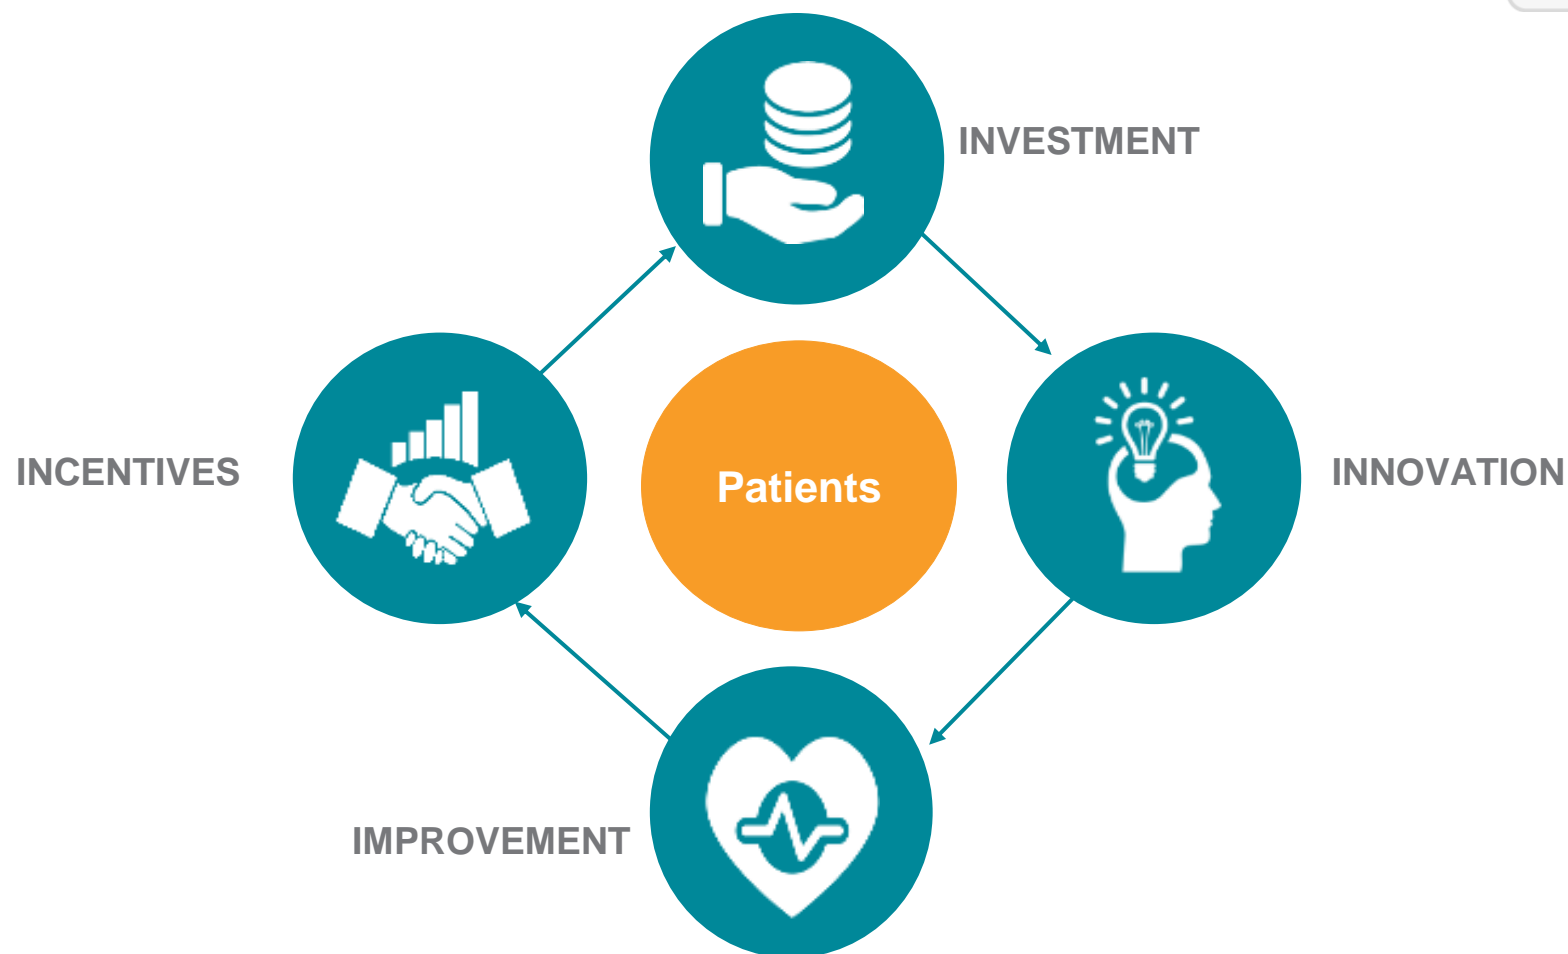 INVESTMENT
INCENTIVES
Patients
INNOVATION
IMPROVEMENT